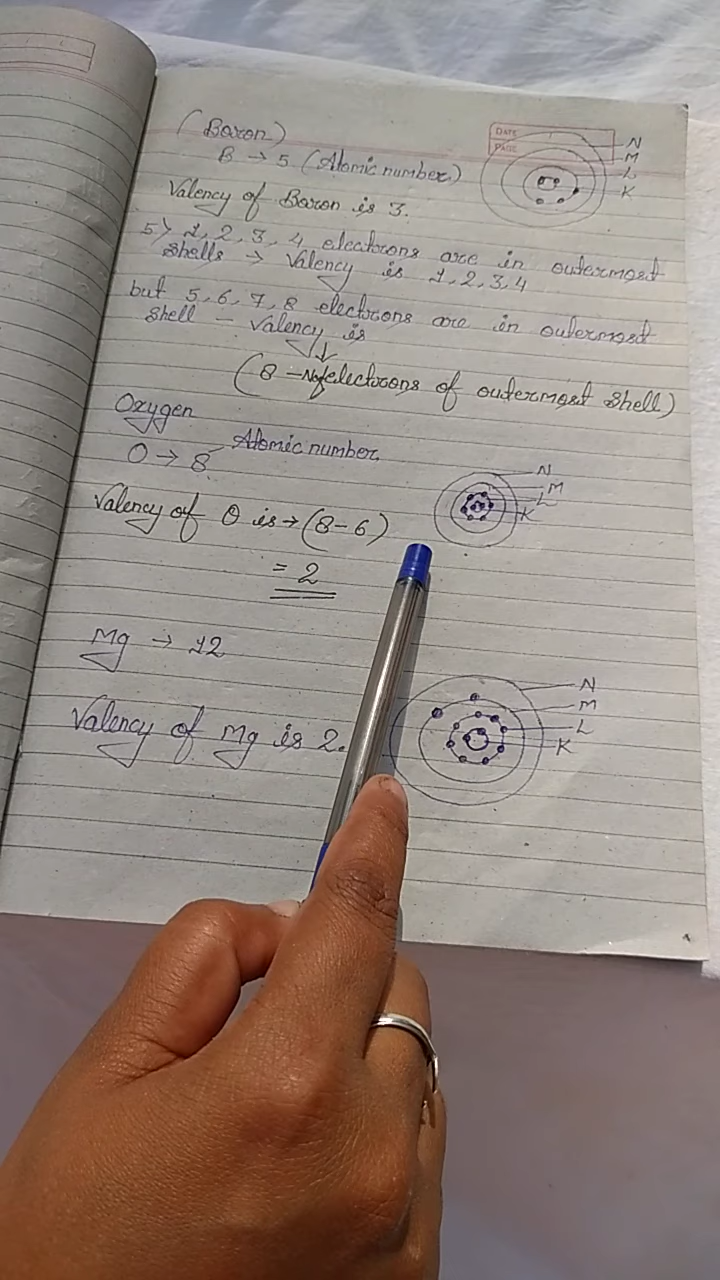 DATE
PAGE
(Boron)
B → 5 (Atomic number)
Valency of Boron is 3.
N
M
L
K
5> 1, 2, 3, 4 electrons are in outermost
shells → Valency is 1, 2, 3, 4
but 5, 6, 7, 8 electrons are in outermost
shell - Valency is
↓
(8 - No of electrons of outermost shell)
Oxygen
O → 8 Atomic number
N
M
L
K
Valency of O is → (8-6)
= 2
Mg → 12
N
M
L
K
Valency of Mg is 2.